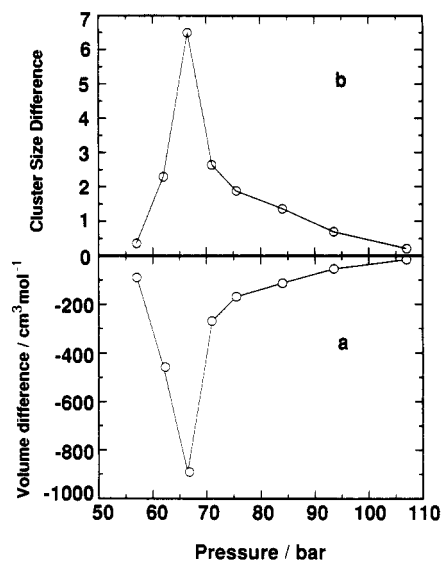 Cluster Size Difference
7
6
5
4
3
2
1
0
b
Volume difference / cm³mol⁻¹
0
-200
-400
-600
-800
-1000
a
50 60 70 80 90 100 110
Pressure / bar